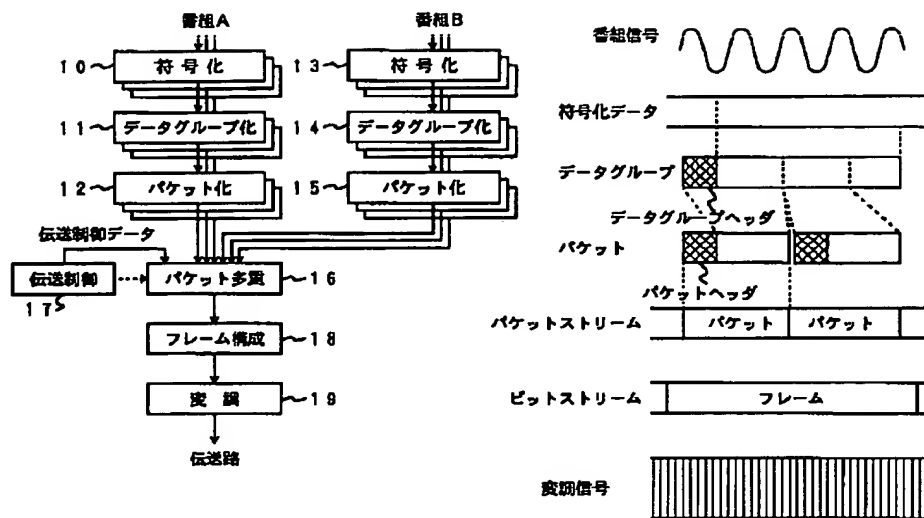 番組A
番組B
10
符号化
13
符号化
11
データグループ化
14
データグループ化
12
パケット化
15
パケット化
伝送制御データ
伝送制御
17
パケット多重
16
フレーム構成
18
変調
19
伝送路
番組信号
符号化データ
データグループ
データグループヘッダ
パケット
パケットヘッダ
パケットストリーム
パケット
パケット
ビットストリーム
フレーム
変調信号